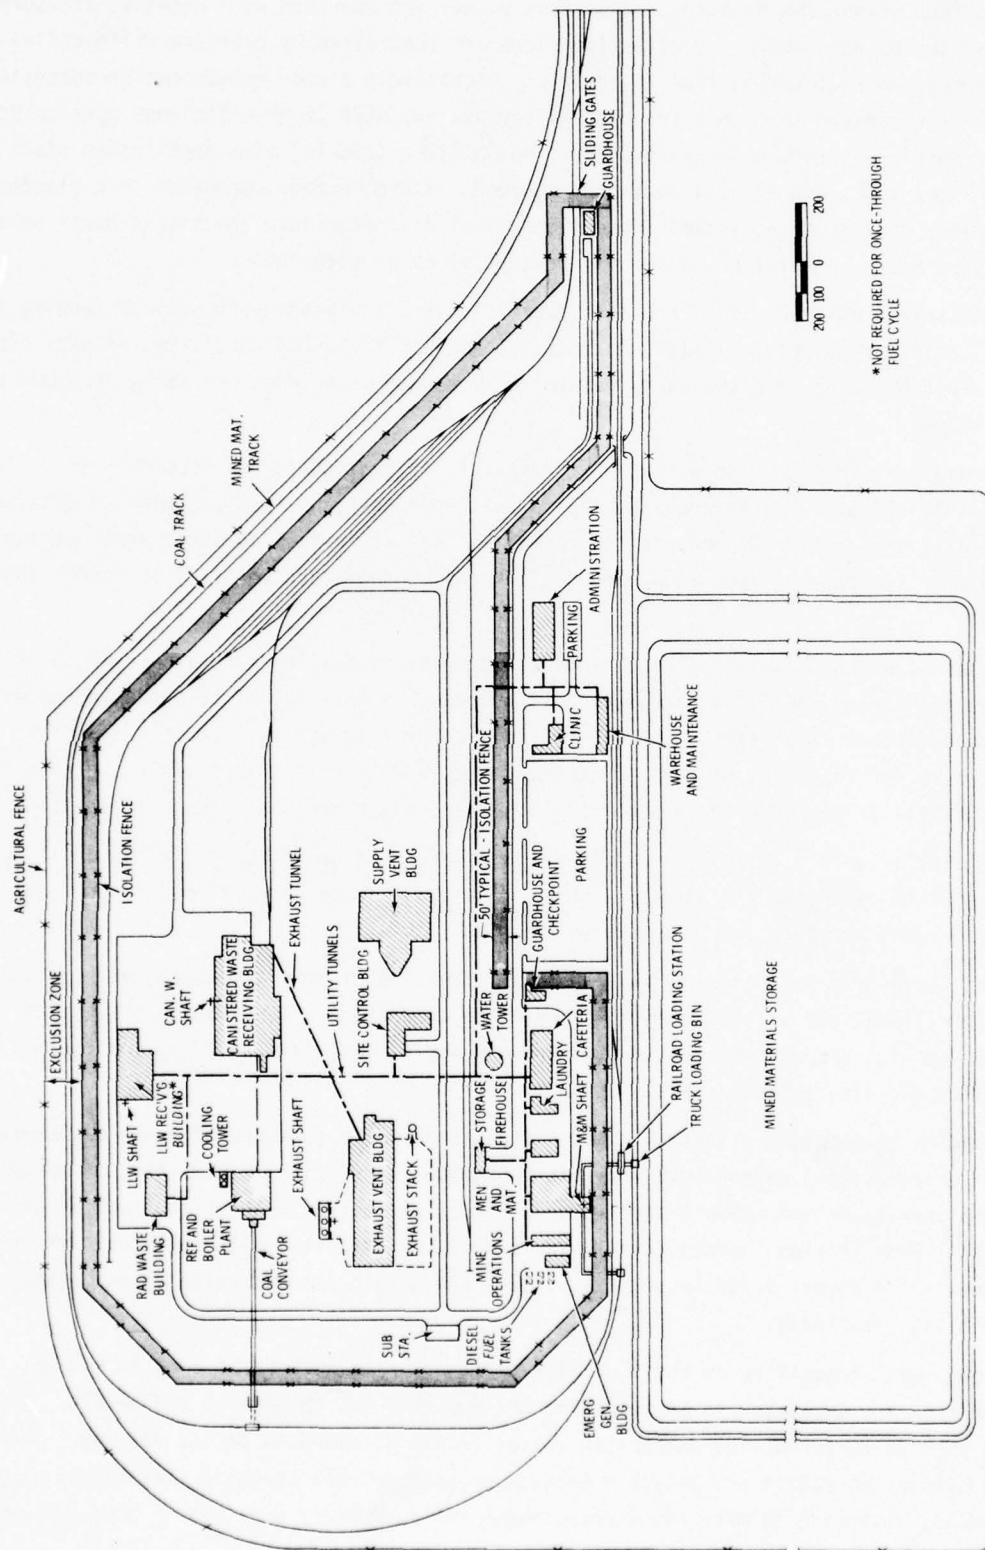 AGRICULTURAL FENCE
EXCLUSION ZONE
ISOLATION FENCE
COAL TRACK
MINED MAT.
TRACK
SLIDING GATES
GUARDHOUSE
LLW SHAFT
LLW REC'V'G
BUILDING*
CAN. W.
SHAFT
CANISTERED WASTE
RECEIVING BLDG
RAD WASTE
BUILDING
COOLING
TOWER
REF AND
BOILER
PLANT
COAL
CONVEYOR
EXHAUST SHAFT
EXHAUST TUNNEL
UTILITY TUNNELS
EXHAUST VENT BLDG
EXHAUST STACK
SITE CONTROL BLDG
SUPPLY
VENT
BLDG
SUB
STA.
DIESEL
FUEL
TANKS
MINE
OPERATIONS
MEN
AND
MAT.
STORAGE
FIREHOUSE
WATER
TOWER
50' TYPICAL - ISOLATION FENCE
GUARDHOUSE AND
CHECKPOINT
M&M SHAFT
LAUNDRY
CAFETERIA
PARKING
CLINIC
PARKING
ADMINISTRATION
WAREHOUSE
AND MAINTENANCE
EMERG
GEN
BLDG
RAILROAD LOADING STATION
TRUCK LOADING BIN
MINED MATERIALS STORAGE
200 100 0 200
*NOT REQUIRED FOR ONCE-THROUGH
FUEL CYCLE